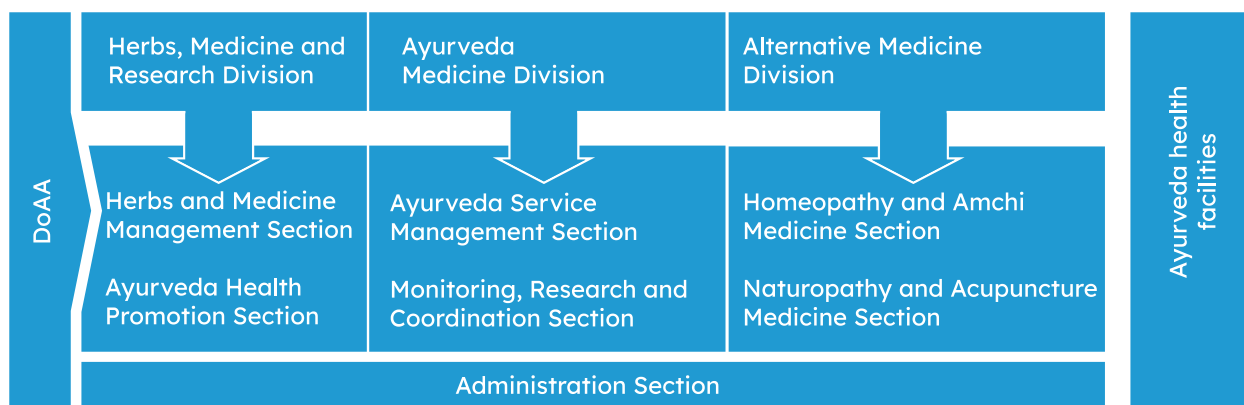 DoAA
Herbs, Medicine and
Research Division
Ayurveda
Medicine Division
Alternative Medicine
Division
Herbs and Medicine
Management Section
Ayurveda Health
Promotion Section
Ayurveda Service
Management Section
Monitoring, Research and
Coordination Section
Homeopathy and Amchi
Medicine Section
Naturopathy and Acupuncture
Medicine Section
Administration Section
Ayurveda health
facilities